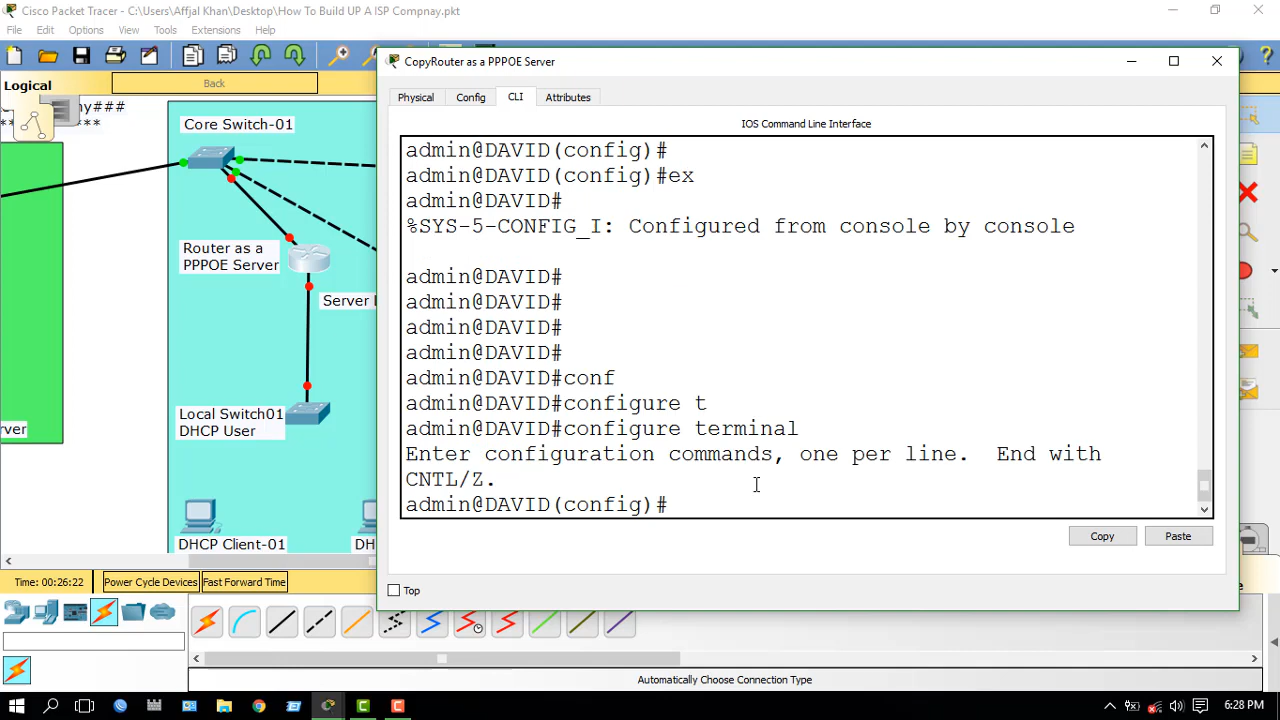 Cisco Packet Tracer - C:\Users\Affjal Khan\Desktop\How To Build UP A ISP Compnay.pkt
File Edit Options View Tools Extensions
Logical
Back
CopyRouter as a PPPOE Server
Physical Config CLI Attributes
IOS Command Line Interface
admin@DAVID(config)#
admin@DAVID(config)#ex
admin@DAVID#
%SYS-5-CONFIG_I: Configured from console by console
admin@DAVID#
admin@DAVID#
admin@DAVID#
admin@DAVID#
admin@DAVID#conf
admin@DAVID#configure t
admin@DAVID#configure terminal
Enter configuration commands, one per line. End with
CNTL/Z.
admin@DAVID(config)#
Copy Paste
Top
ny###
*******
Core Switch-01
Router as a
PPPOE Server
Server
Local Switch01
DHCP User
rver
DHCP Client-01
DH
Time: 00:26:22 Power Cycle Devices Fast Forward Time
Automatically Choose Connection Type
6:28 PM